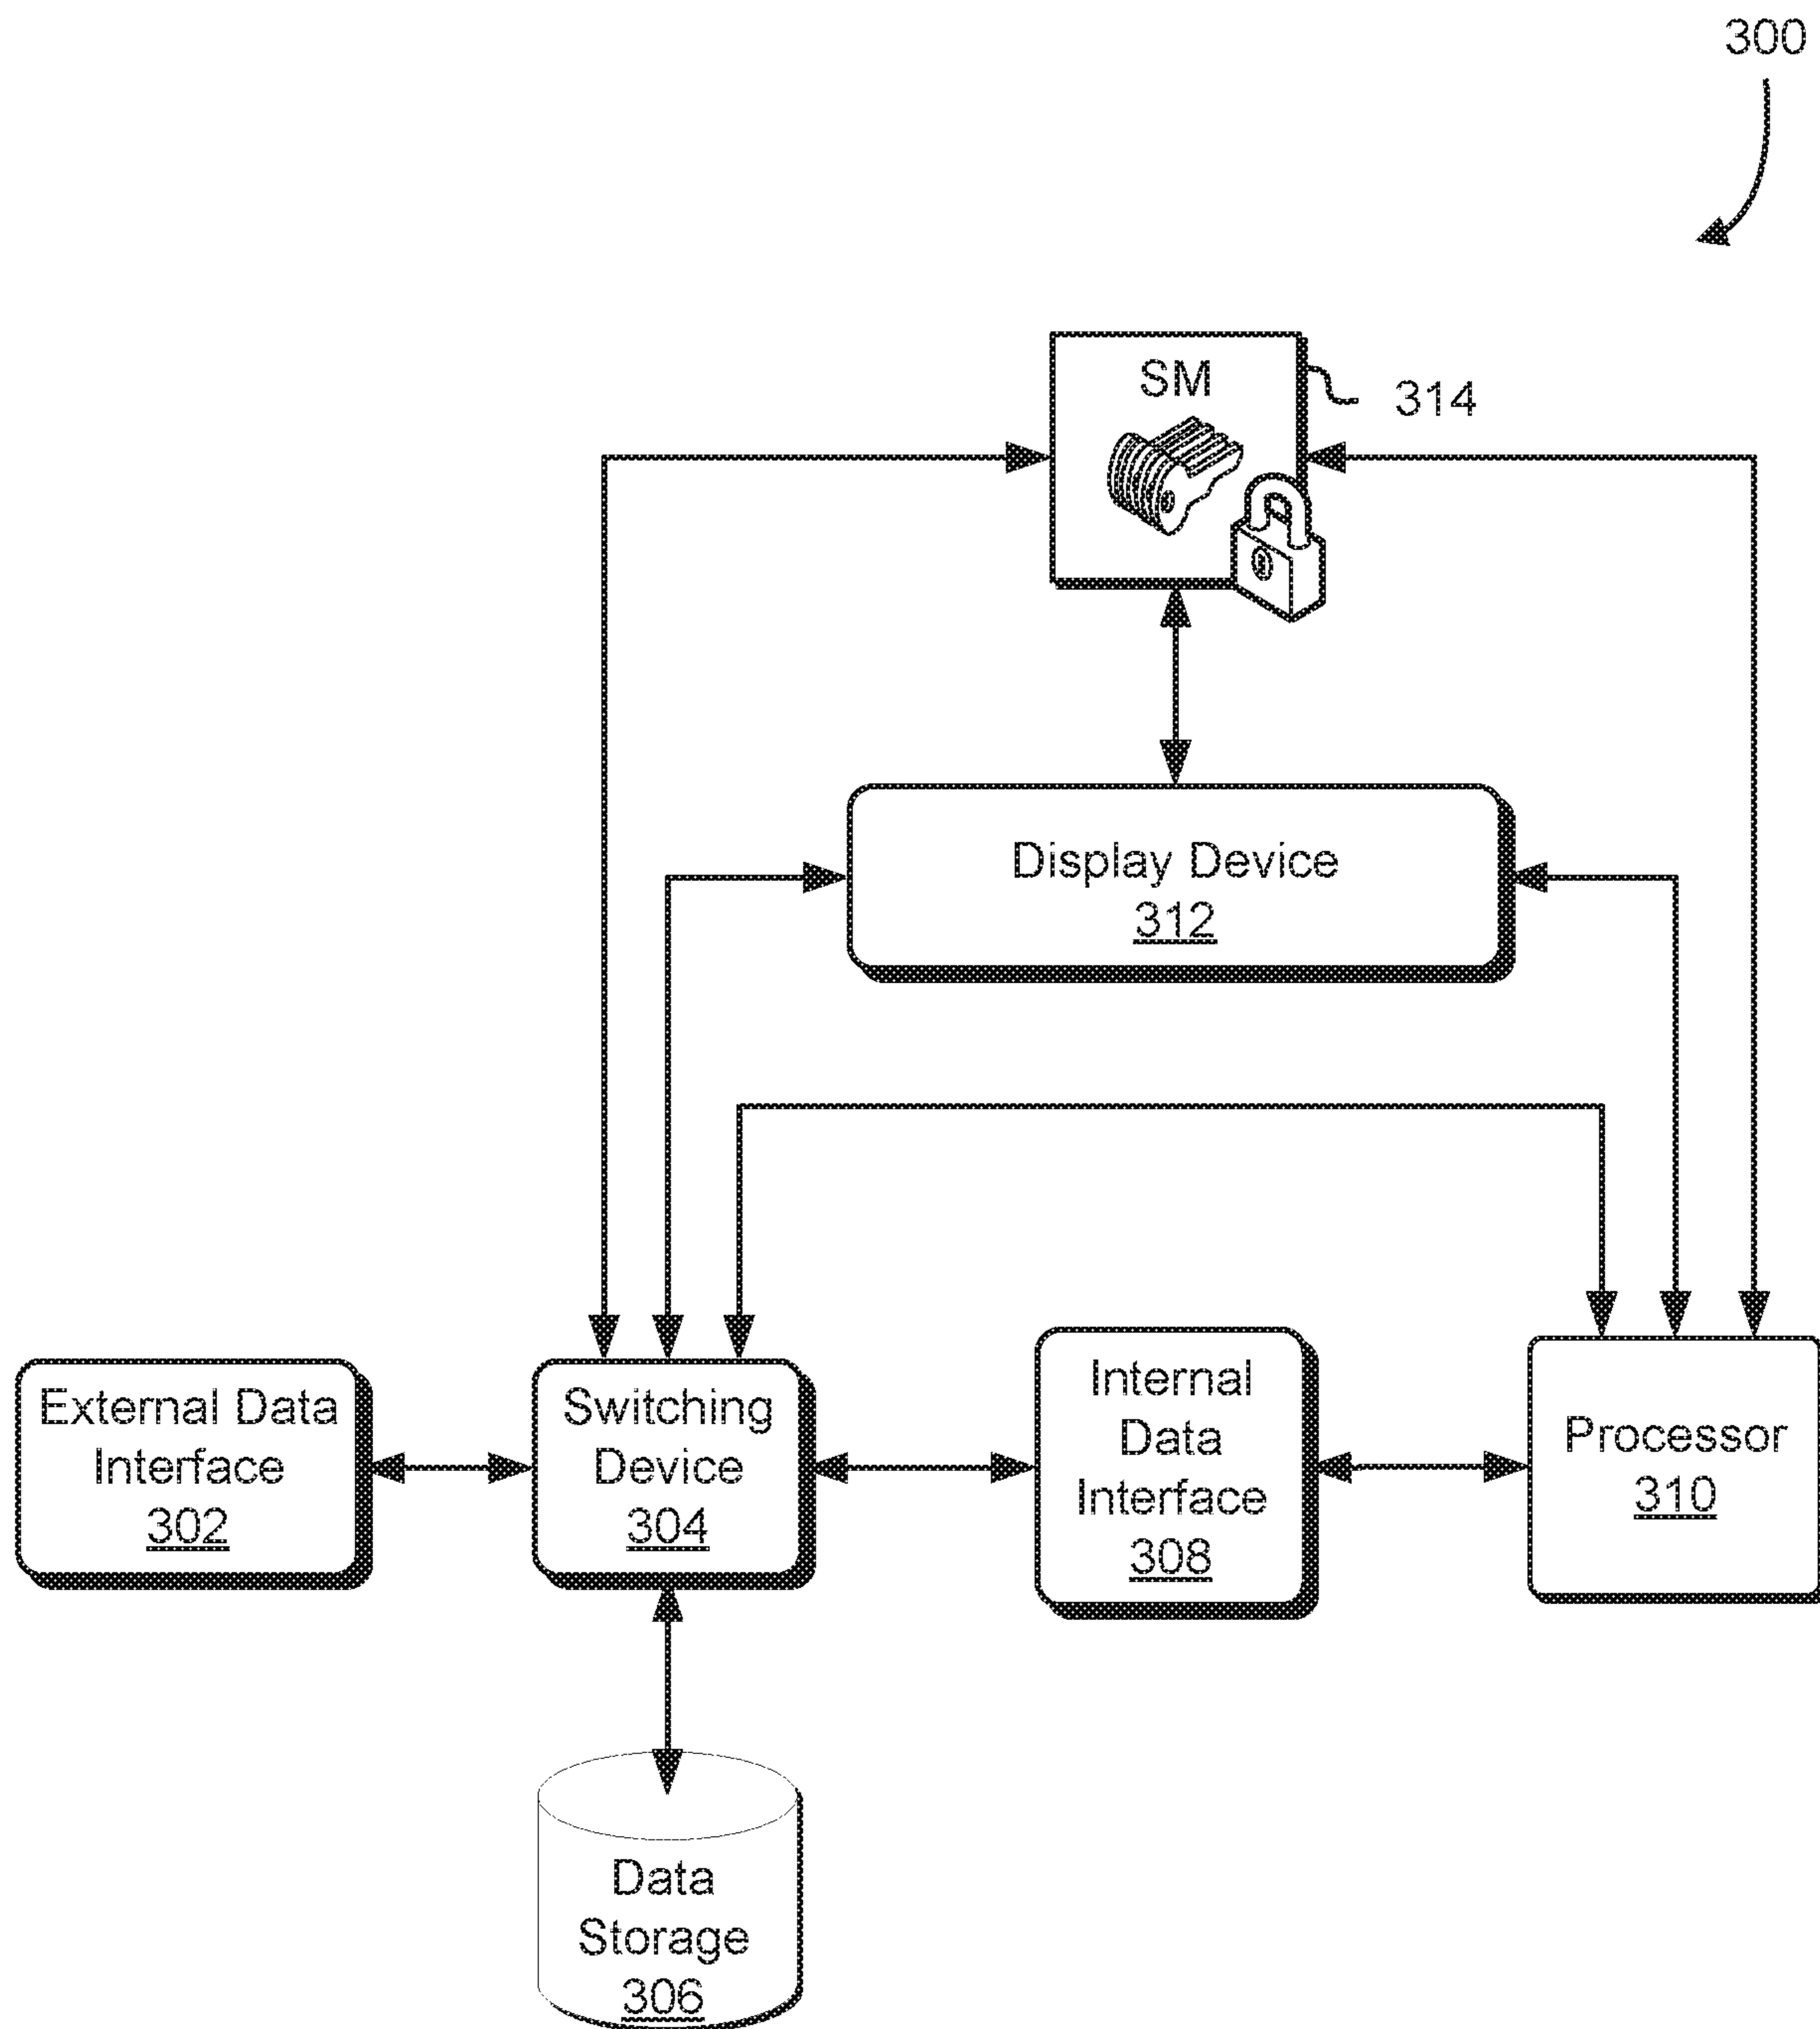 300
SM
314
Display Device
312
External Data
Interface
302
Switching
Device
304
Internal
Data
Interface
308
Processor
310
Data
Storage
306